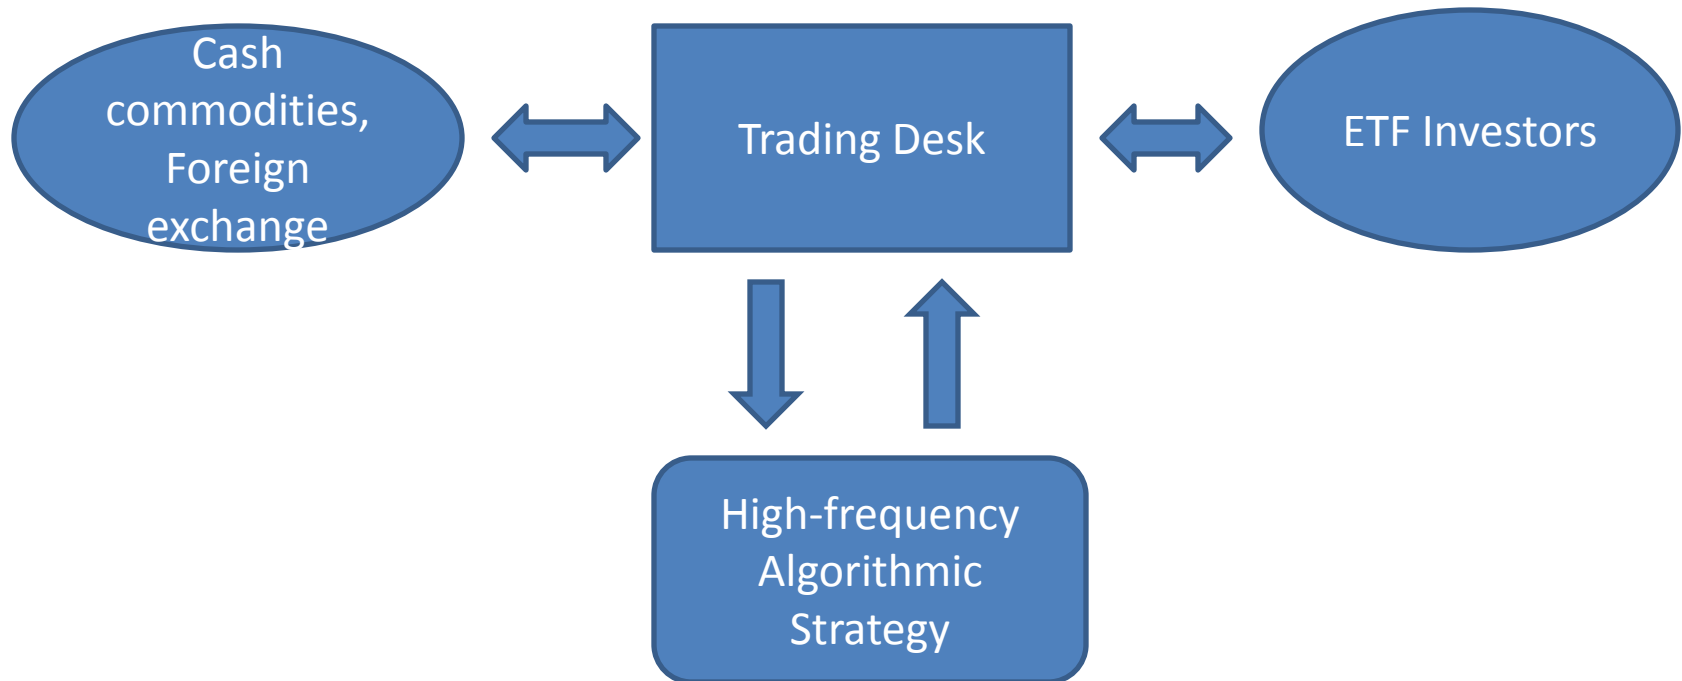 Cash
commodities,
Foreign
exchange
Trading Desk
ETF Investors
High-frequency
Algorithmic
Strategy